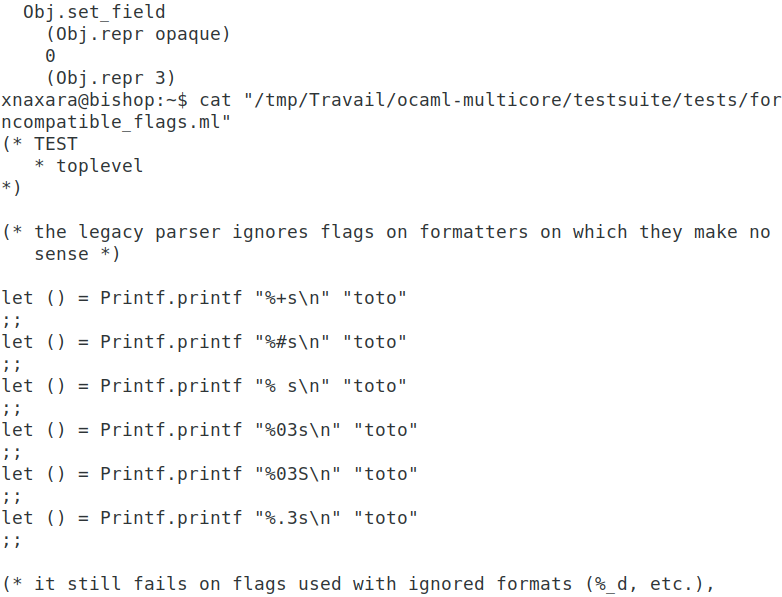 Obj.set_field
    (Obj.repr opaque)
    0
    (Obj.repr 3)
xnaxara@bishop:~$ cat "/tmp/Travail/ocaml-multicore/testsuite/tests/for
ncompatible_flags.ml"
(* TEST
   * toplevel
*)

(* the legacy parser ignores flags on formatters on which they make no
   sense *)

let () = Printf.printf "%+s\n" "toto"
;;
let () = Printf.printf "%#s\n" "toto"
;;
let () = Printf.printf "% s\n" "toto"
;;
let () = Printf.printf "%03s\n" "toto"
;;
let () = Printf.printf "%03S\n" "toto"
;;
let () = Printf.printf "%.3s\n" "toto"
;;

(* it still fails on flags used with ignored formats (%_d, etc.),